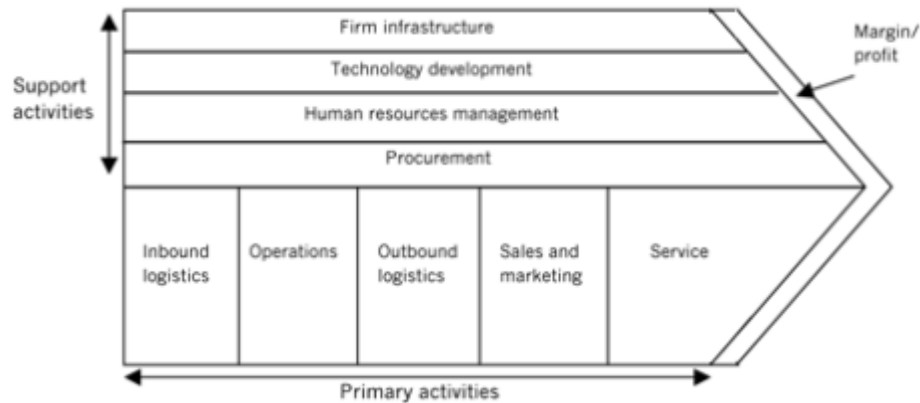 Firm infrastructure
Margin/
profit
Technology development
Support
activities
Human resources management
Procurement
Inbound
logistics
Operations
Outbound
logistics
Sales and
marketing
Service
Primary activities